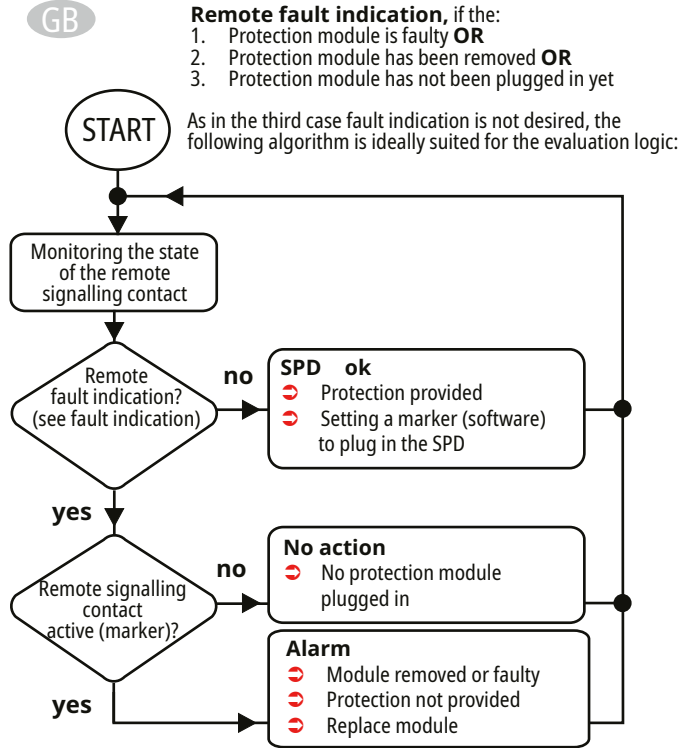 GB
Remote fault indication, if the:
1. Protection module is faulty OR
2. Protection module has been removed OR
3. Protection module has not been plugged in yet
START
As in the third case fault indication is not desired, the
following algorithm is ideally suited for the evaluation logic:
Monitoring the state
of the remote
signalling contact
Remote
fault indication?
(see fault indication)
no
SPD ok
Protection provided
Setting a marker (software)
to plug in the SPD
yes
Remote signalling
contact
active (marker)?
no
No action
No protection module
plugged in
yes
Alarm
Module removed or faulty
Protection not provided
Replace module